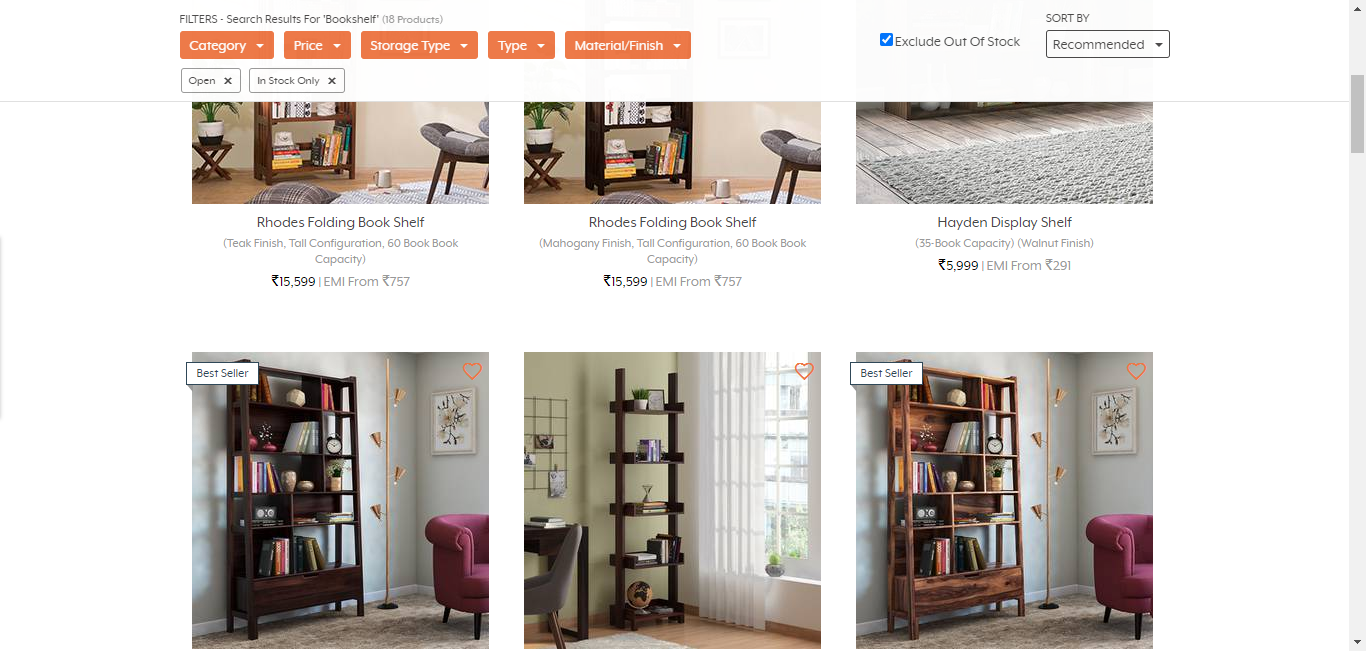 FILTERS - Search Results For 'Bookshelf' (18 Products)
SORT BY
Category
Price
Storage Type
Type
Material/Finish
Exclude Out Of Stock
Recommended
Open ×
In Stock Only ×
Rhodes Folding Book Shelf
(Teak Finish, Tall Configuration, 60 Book Book
Capacity)
₹15,599 | EMI From ₹757
Rhodes Folding Book Shelf
(Mahogany Finish, Tall Configuration, 60 Book Book
Capacity)
₹15,599 | EMI From ₹757
Hayden Display Shelf
(35-Book Capacity) (Walnut Finish)
₹5,999 | EMI From ₹291
Best Seller
Best Seller